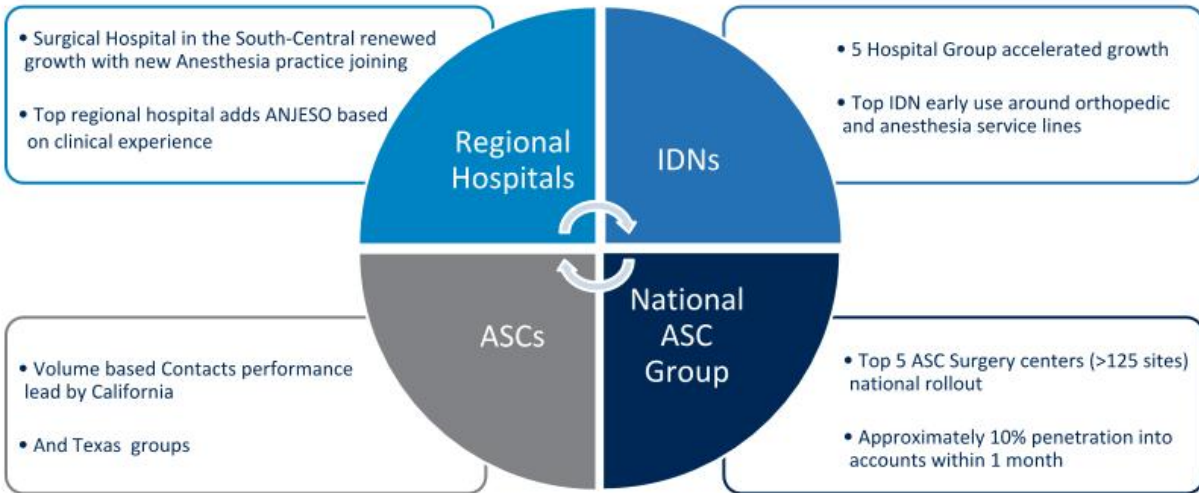 • Surgical Hospital in the South-Central renewed
growth with new Anesthesia practice joining
• Top regional hospital adds ANJESO based
on clinical experience
Regional
Hospitals
IDNs
• 5 Hospital Group accelerated growth
• Top IDN early use around orthopedic
and anesthesia service lines
• Volume based Contacts performance
lead by California
• And Texas groups
ASCs
National
ASC
Group
• Top 5 ASC Surgery centers (>125 sites)
national rollout
• Approximately 10% penetration into
accounts within 1 month